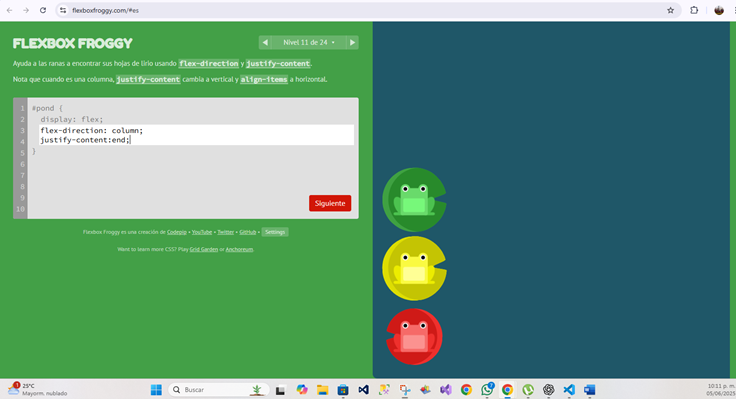 flexboxfroggy.com/#es
FLEXBOX FROGGY
Nivel 11 de 24
Ayuda a las ranas a encontrar sus hojas de lirio usando flex-direction y justify-content.
Nota que cuando es una columna, justify-content cambia a vertical y align-items a horizontal.
1 #pond {
2 display: flex;
3 flex-direction: column;
4 justify-content:end;
5 }
6
7
8
9
10
Siguiente
Flexbox Froggy es una creación de Codepip • YouTube • Twitter • GitHub • Settings
Want to learn more CSS? Play Grid Garden or Anchoreum.
1
25°C
Mayorm. nublado
Buscar
10:11 p. m.
05/06/2025